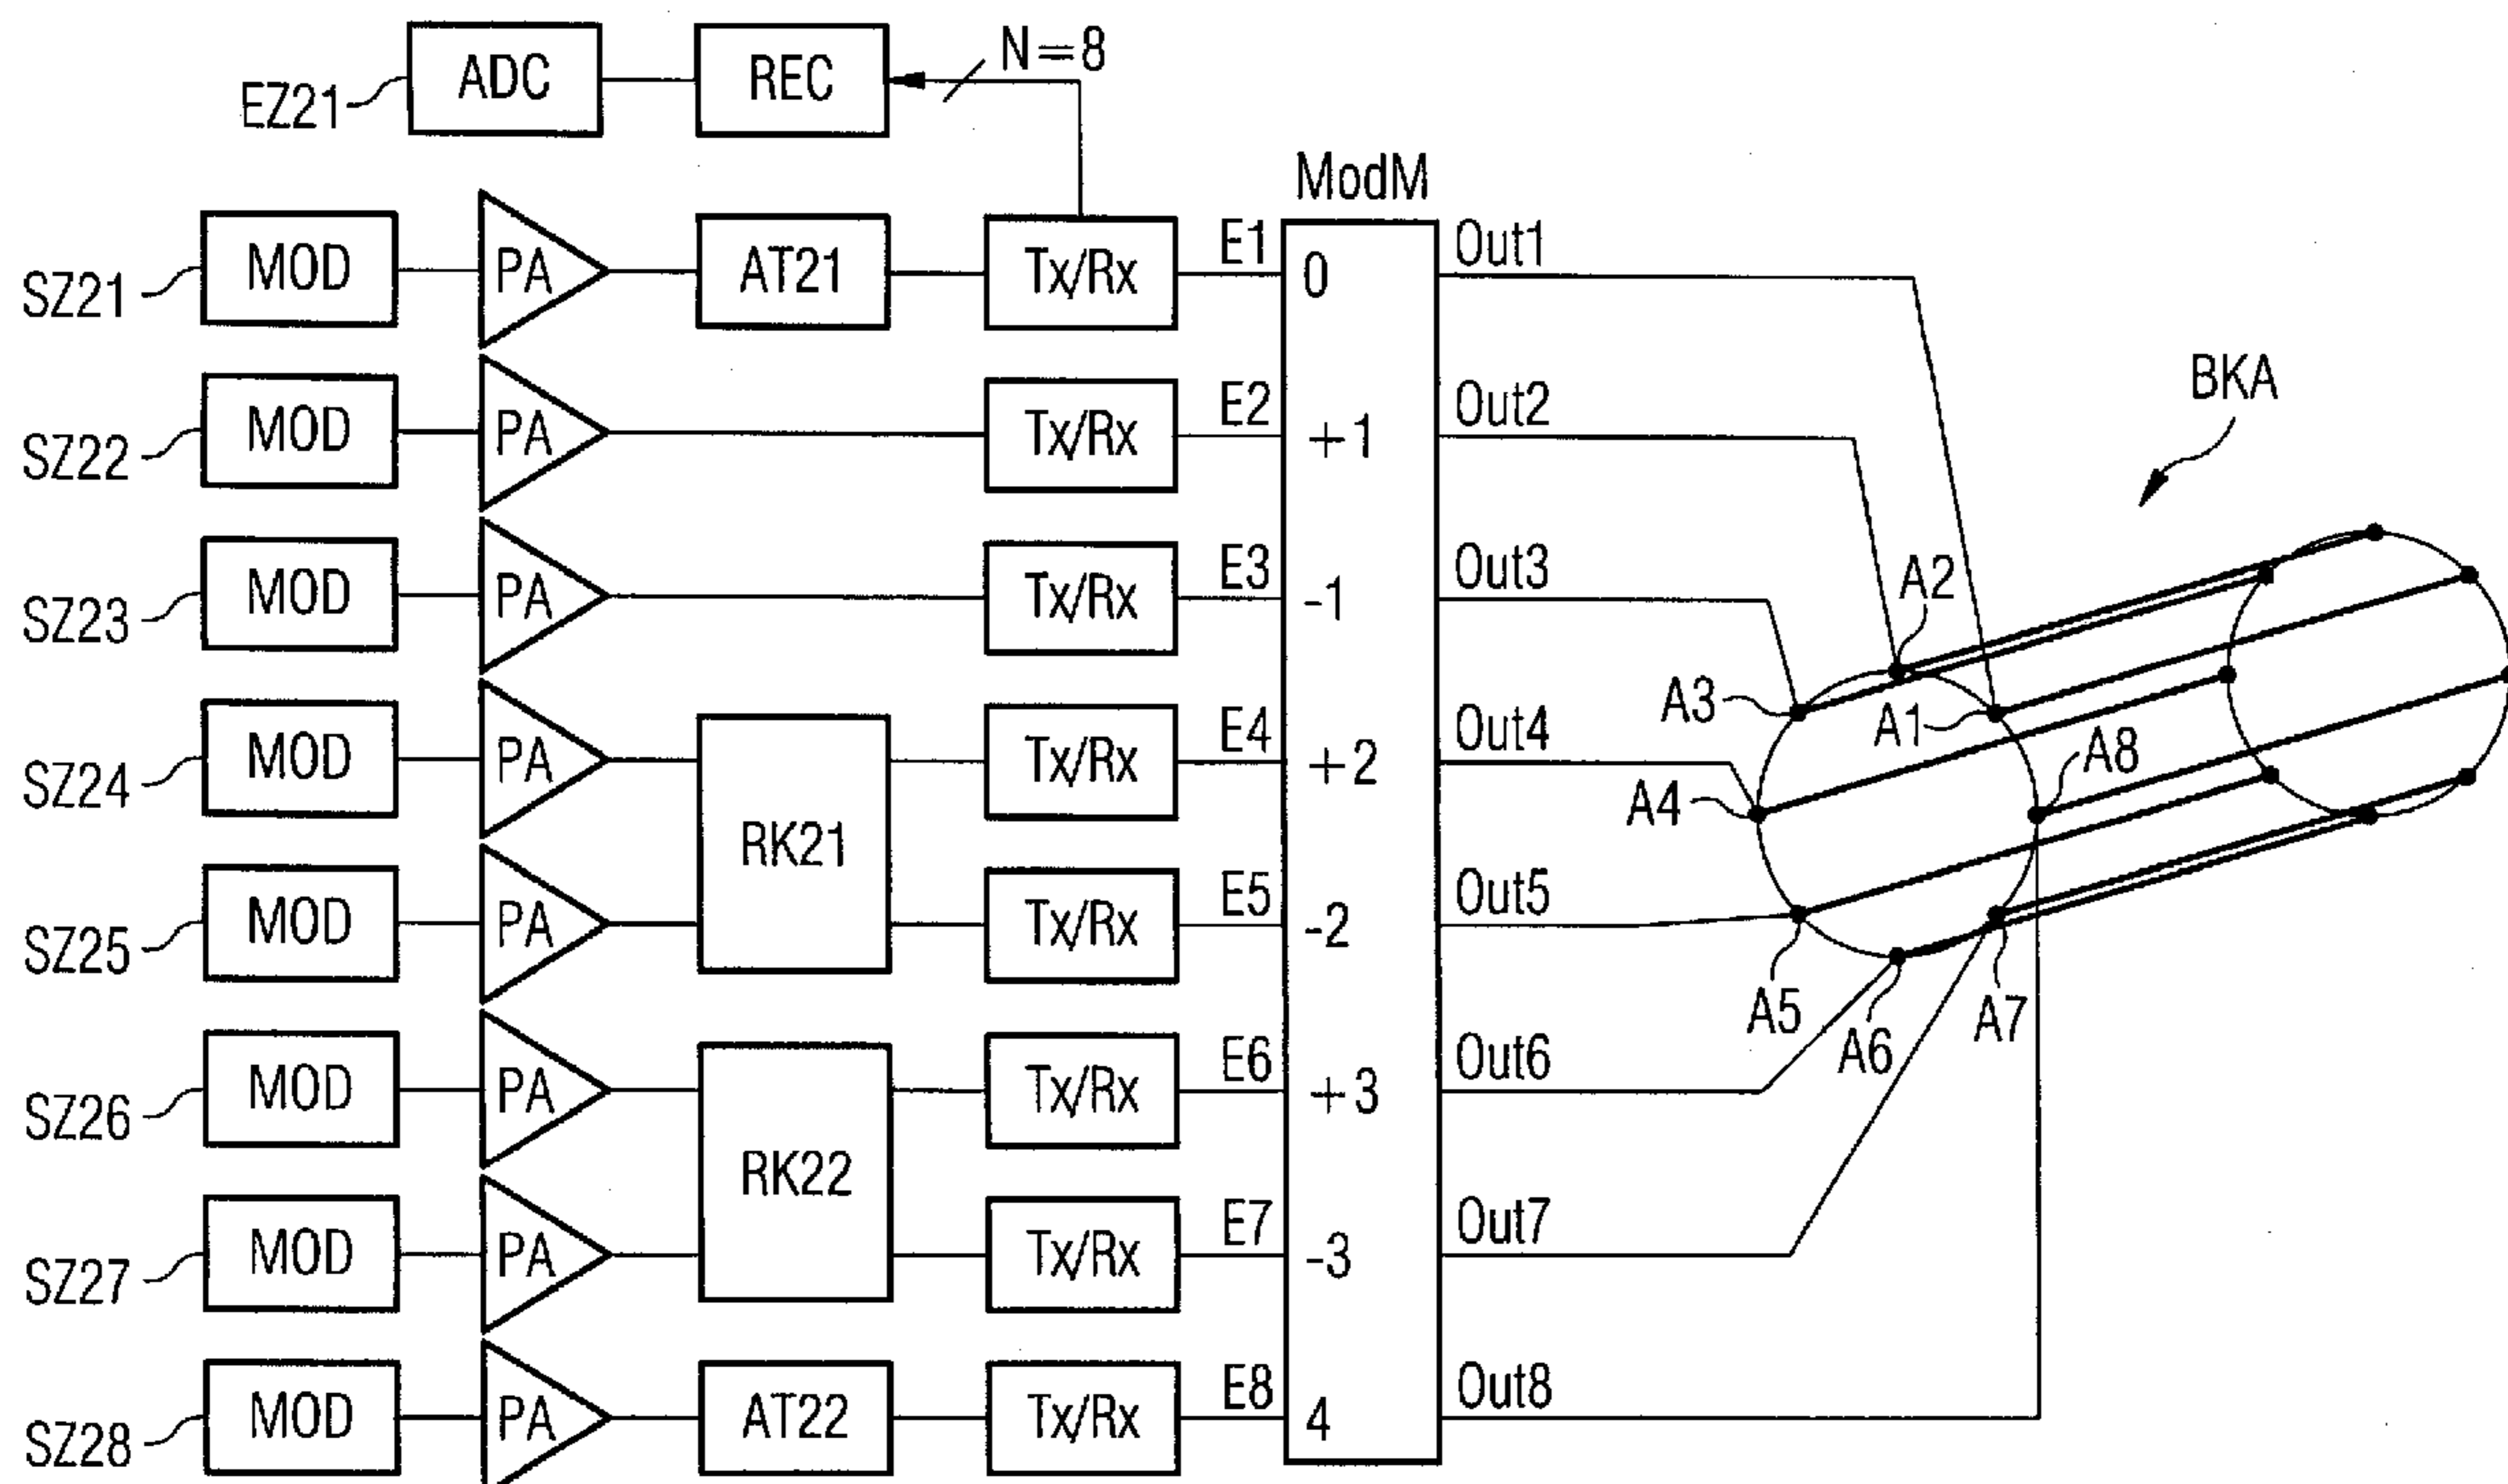 EZ21 ADC REC N=8
ModM
SZ21 MOD PA AT21 Tx/Rx E1 0 Out1
SZ22 MOD PA Tx/Rx E2 +1 Out2
BKA
SZ23 MOD PA Tx/Rx E3 -1 Out3
A2
A3
A1
SZ24 MOD PA Tx/Rx E4 +2 Out4
A8
A4
RK21
SZ25 MOD PA Tx/Rx E5 -2 Out5
A5
A6
A7
SZ26 MOD PA Tx/Rx E6 +3 Out6
RK22
SZ27 MOD PA Tx/Rx E7 -3 Out7
SZ28 MOD PA AT22 Tx/Rx E8 4 Out8